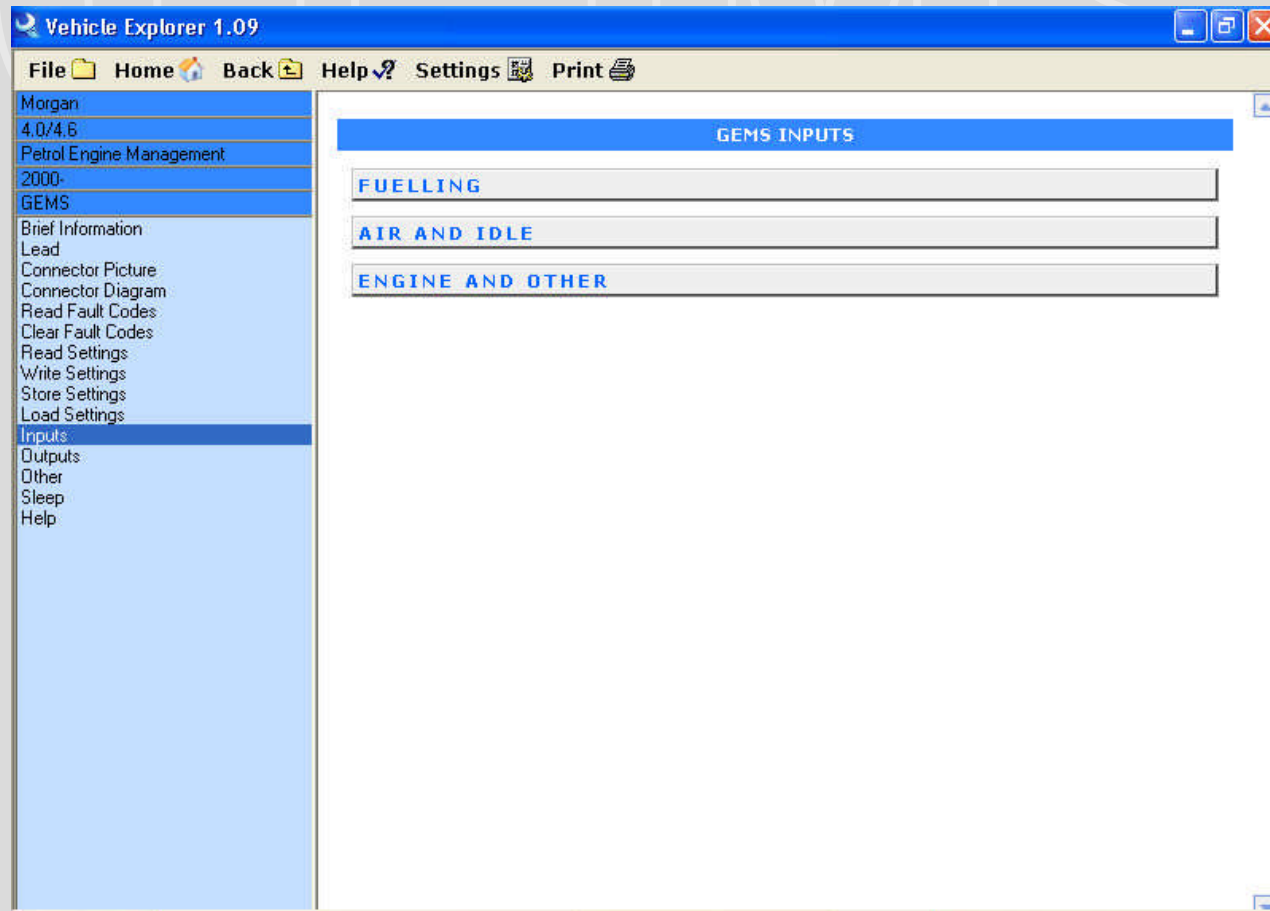 Vehicle Explorer 1.09
File Home Back Help Settings Print
Morgan
4.0/4.6
Petrol Engine Management
2000-
GEMS
Brief Information
Lead
Connector Picture
Connector Diagram
Read Fault Codes
Clear Fault Codes
Read Settings
Write Settings
Store Settings
Load Settings
Inputs
Outputs
Other
Sleep
Help
GEMS INPUTS
FUELLING
AIR AND IDLE
ENGINE AND OTHER